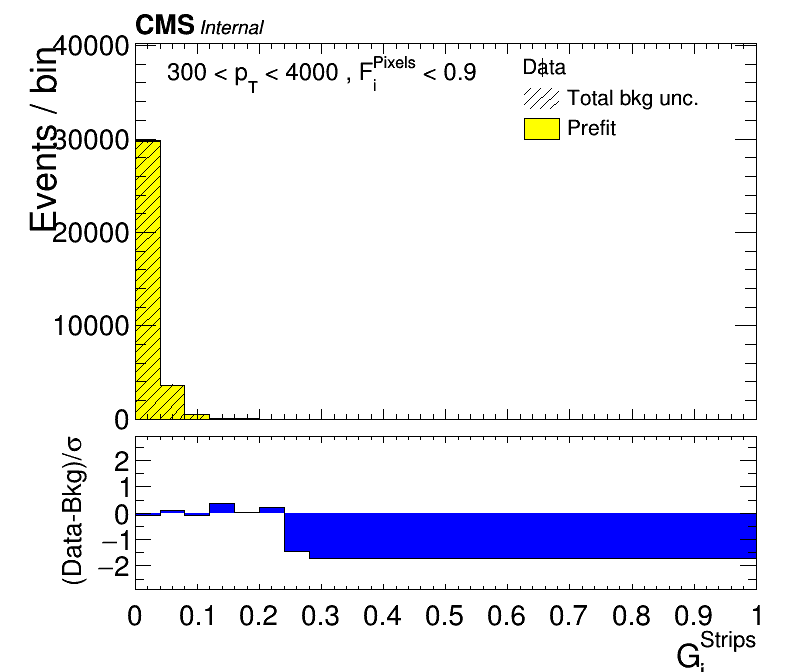 CMS Internal
300 < p_T < 4000 , F_i^Pixels < 0.9
Data
Total bkg unc.
Prefit
Events / bin
40000
30000
20000
10000
0
(Data-Bkg)/σ
2
1
0
−1
−2
0 0.1 0.2 0.3 0.4 0.5 0.6 0.7 0.8 0.9 1
G_i^Strips